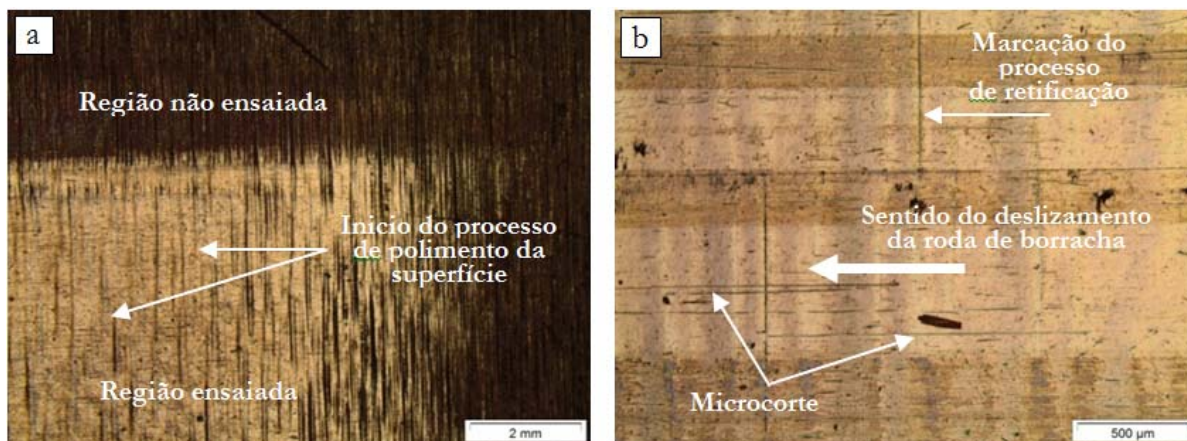 a
Região não ensaiada
Inicio do processo
de polimento da
superfície
Região ensaiada
2 mm
b
Marcação do
processo
de retificação
Sentido do deslizamento
da roda de borracha
Microcorte
500 µm